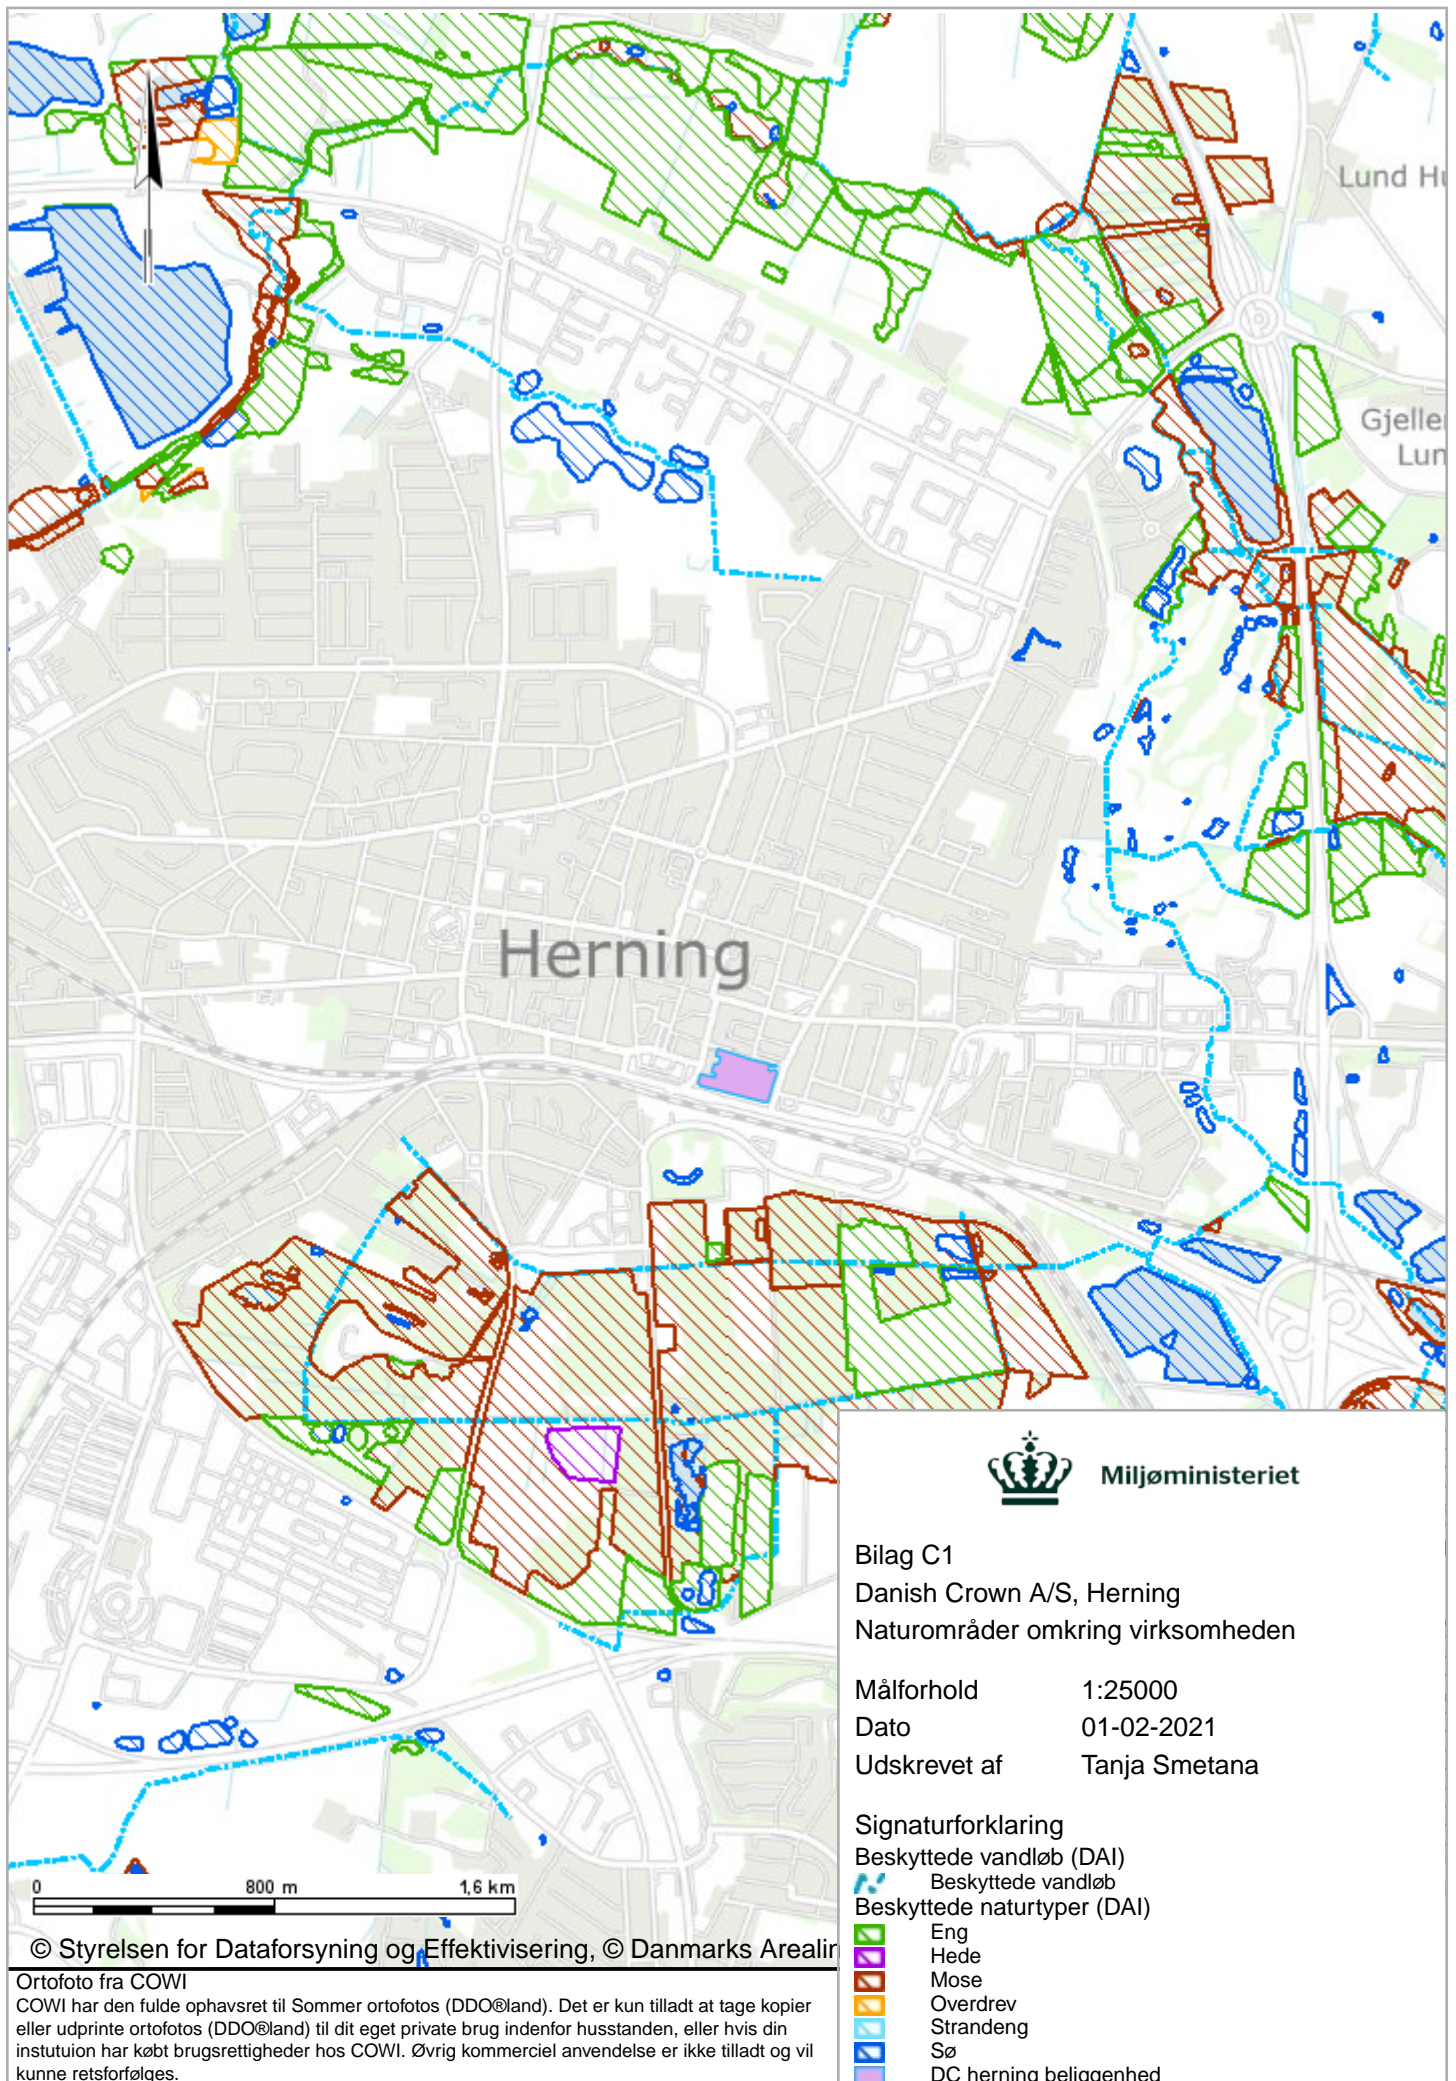 Lund Hu
Gjelle
Lun
Herning
Miljøministeriet
Bilag C1
Danish Crown A/S, Herning
Naturområder omkring virksomheden
Målforhold 1:25000
Dato 01-02-2021
Udskrevet af Tanja Smetana
Signaturforklaring
Beskyttede vandløb (DAI)
Beskyttede vandløb
Beskyttede naturtyper (DAI)
Eng
Hede
Mose
Overdrev
Strandeng
Sø
DC herning beliggenhed
0 800 m 1,6 km
© Styrelsen for Dataforsyning og Effektivisering, © Danmarks Arealin
Ortofoto fra COWI
COWI har den fulde ophavsret til Sommer ortofotos (DDO®land). Det er kun tilladt at tage kopier
eller udprinte ortofotos (DDO®land) til dit eget private brug indenfor husstanden, eller hvis din
instutuion har købt brugsrettigheder hos COWI. Øvrig kommerciel anvendelse er ikke tilladt og vil
kunne retsforfølges.